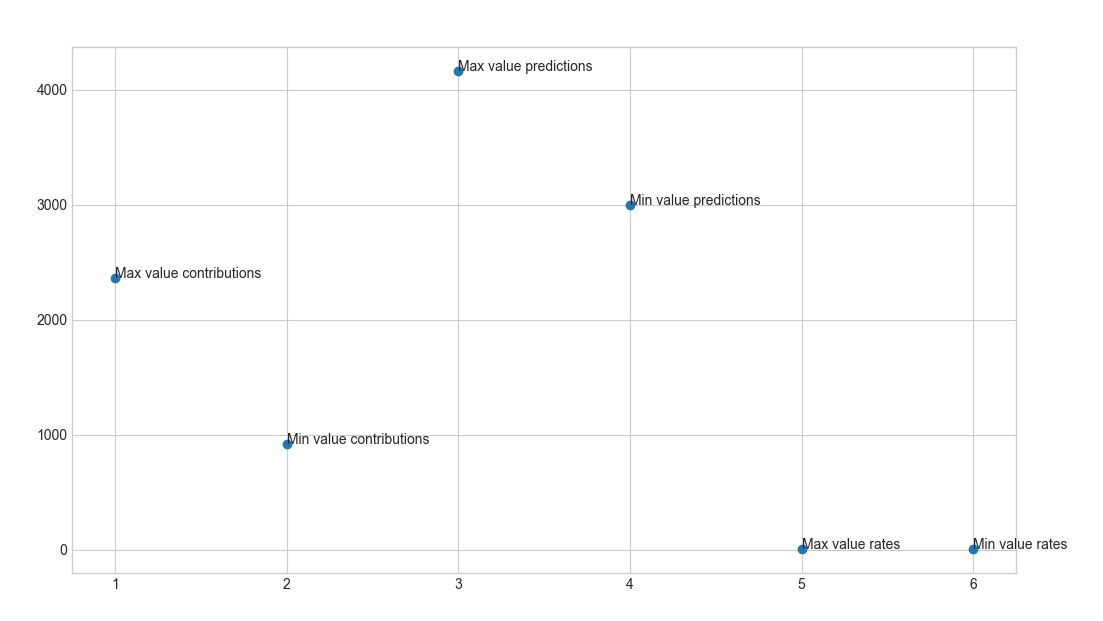 Max value predictions
4000
Min value predictions
3000
Max value contributions
2000
Min value contributions
1000
Max value rates
Min value rates
0
1
2
3
4
5
6